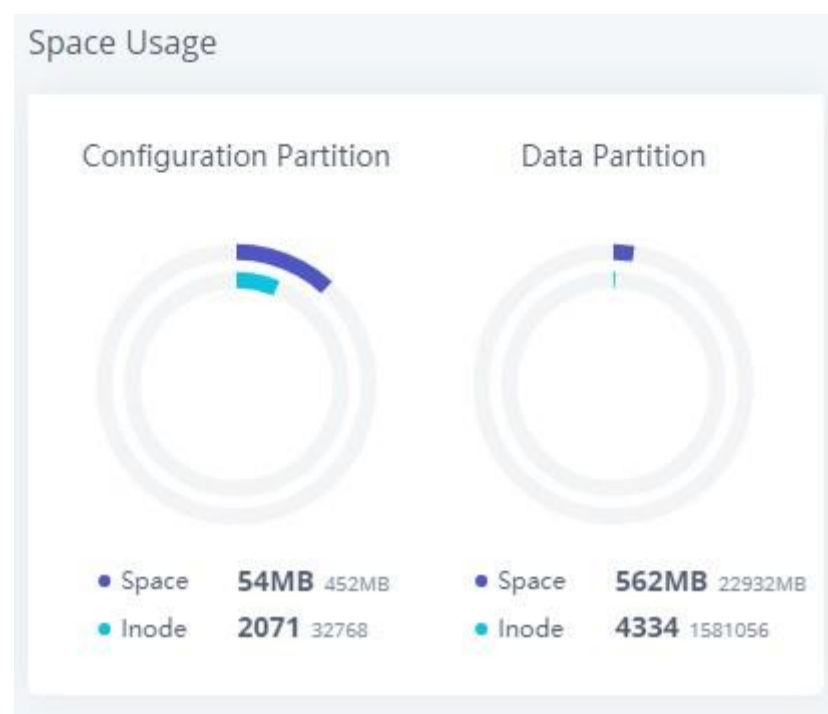 Space Usage
Configuration Partition
Data Partition
Space 54MB 452MB
Inode 2071 32768
Space 562MB 22932MB
Inode 4334 1581056